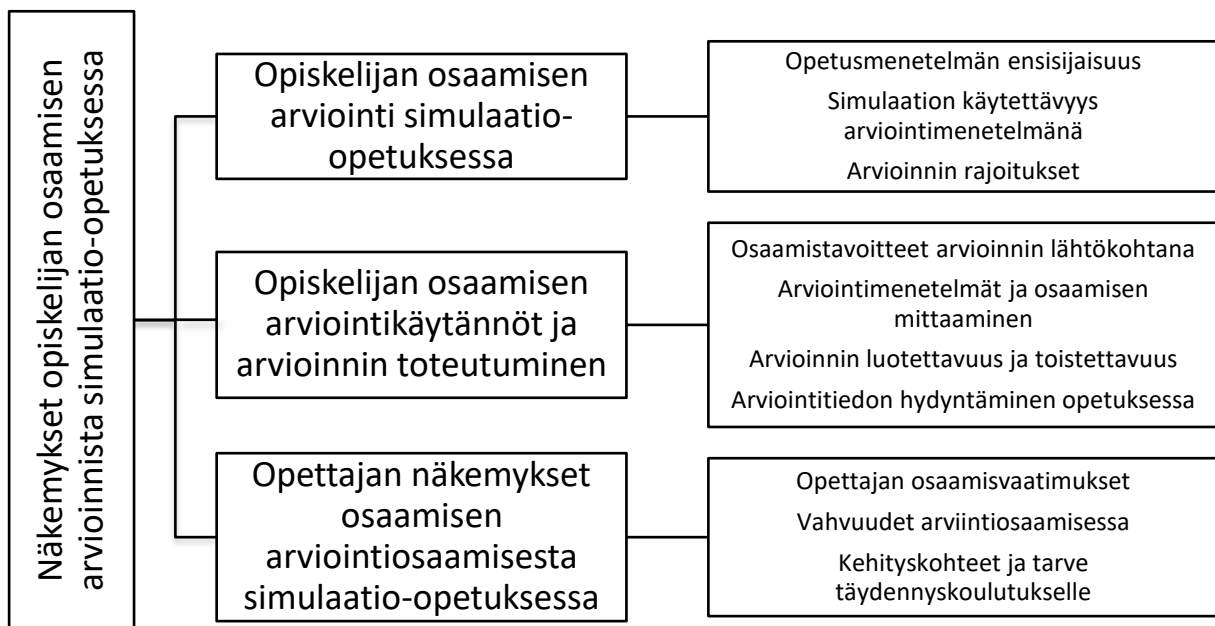 Näkemykset opiskelijan osaamisen
arvioinnista simulaatio-opetuksessa
Opiskelijan osaamisen
arviointi simulaatio-
opetuksessa
Opetusmenetelmän ensisijaisuus
Simulaation käytettävyys
arviointimenetelmänä
Arvioinnin rajoitukset
Opiskelijan osaamisen
arviointikäytännöt ja
arvioinnin toteutuminen
Osaamistavoitteet arvioinnin lähtökohtana
Arviointimenetelmät ja osaamisen
mittaaminen
Arvioinnin luotettavuus ja toistettavuus
Arviointitiedon hydyntäminen opetuksessa
Opettajan näkemykset
osaamisen
arviointiosaamisesta
simulaatio-opetuksessa
Opettajan osaamisvaatimukset
Vahvuudet arviintiosaamisessa
Kehityskohteet ja tarve
täydennyskoulutukselle